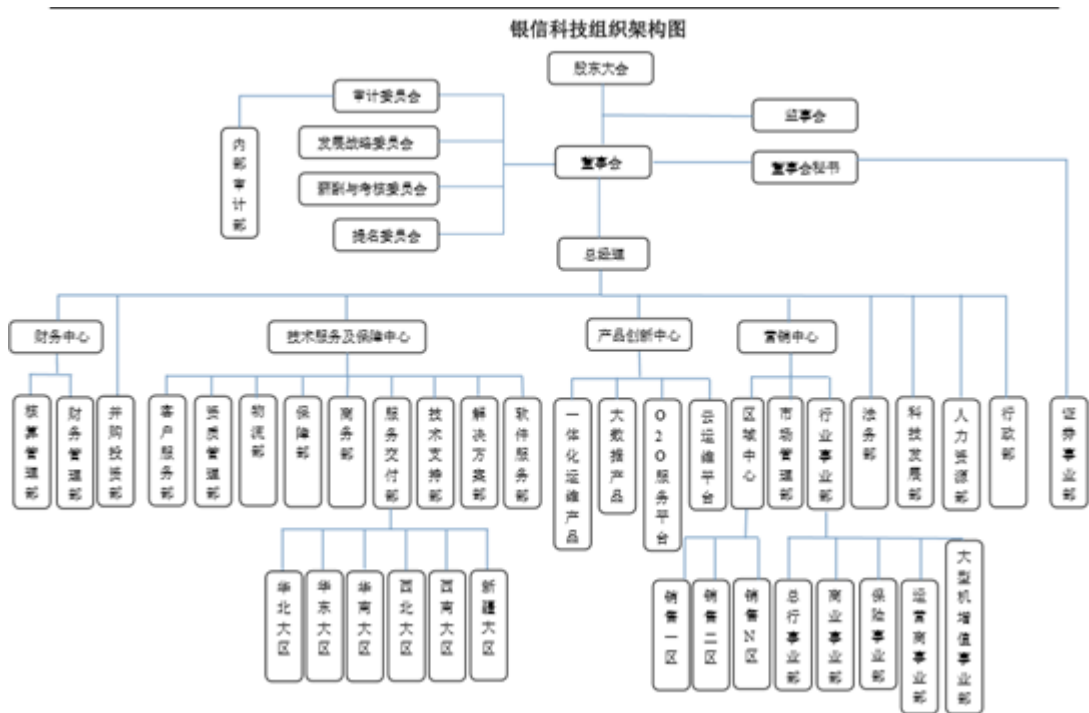 银信科技组织架构图
股东大会
审计委员会
监事会
发展战略委员会
董事会
董事会秘书
薪酬与考核委员会
提名委员会
内部审计部
总经理
财务中心
技术服务及保障中心
产品创新中心
营销中心
核算管理部
财务管理部
并购投资部
客户服务部
资质管理部
物流部
保障部
商务部
服务交付部
技术支持部
解决方案部
软件服务部
一体化运维产品
大数据产品
O2O服务平台
云运维平台
区域中心
市场管理部
行业事业部
法务部
科技发展部
人力资源部
行政部
证券事业部
华北大区
华东大区
华南大区
西北大区
西南大区
新疆大区
销售一区
销售二区
销售N区
总行事业部
商业事业部
保险事业部
运营商事业部
大型机增值事业部